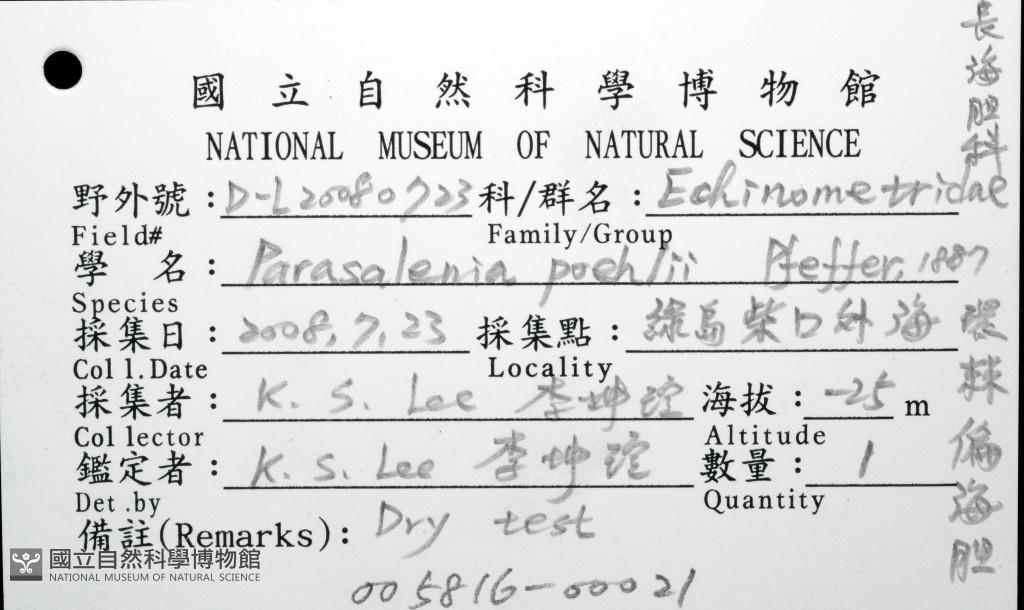 國立自然科學博物館
NATIONAL MUSEUM OF NATURAL SCIENCE
野外號：D-L20080723 科/群名：Echinometridae
Field# Family/Group
學 名：Parasalenia poehlii Pfeffer, 1887
Species
採集日：2008.7.23 採集點：綠島柴口外海
Coll.Date Locality
採集者：K. S. Lee 李坤瑄 海拔：-25 m
Collector Altitude
鑑定者：K. S. Lee 李坤瑄 數量：1
Det.by Quantity
備註(Remarks)：Dry test
005816-00021
長海胆科
環棘偏海胆
國立自然科學博物館
NATIONAL MUSEUM OF NATURAL SCIENCE